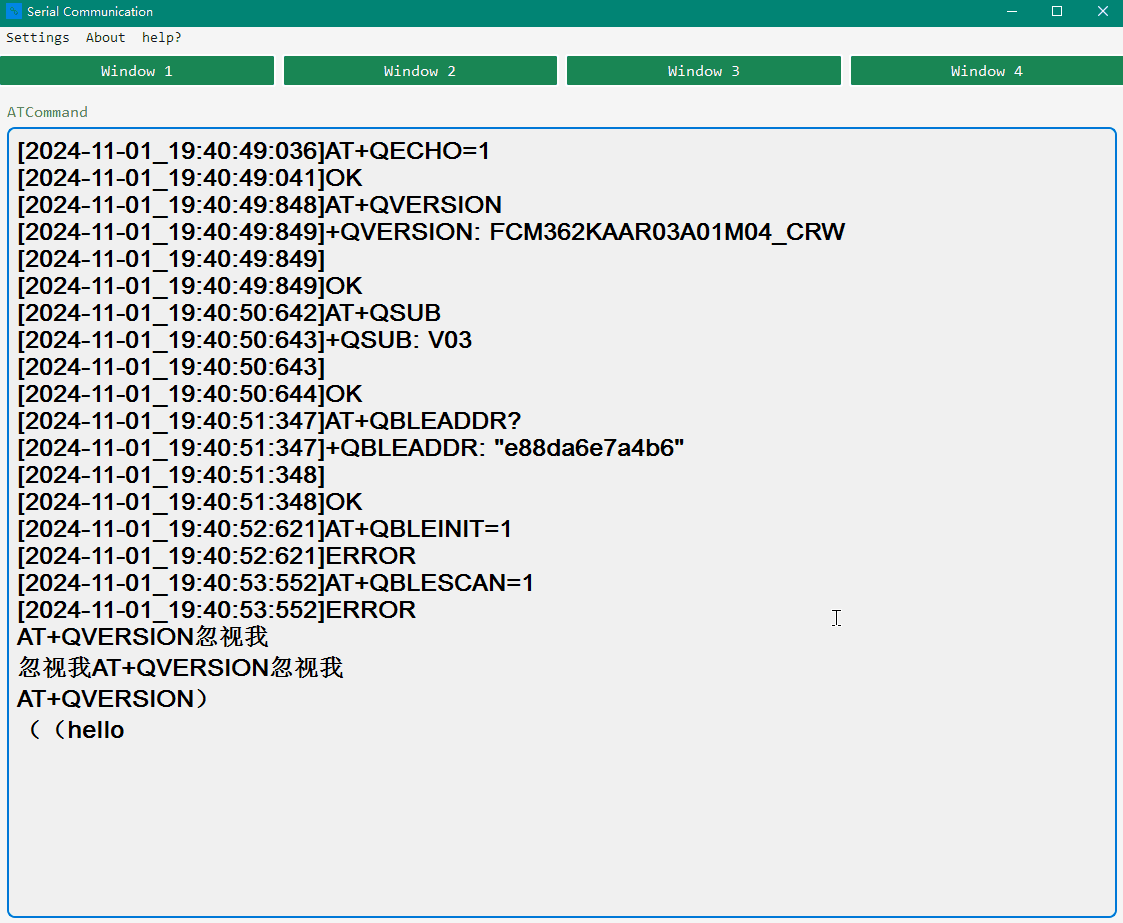 Serial Communication
Settings About help?
Window 1 Window 2 Window 3 Window 4
ATCommand
[2024-11-01_19:40:49:036]AT+QECHO=1
[2024-11-01_19:40:49:041]OK
[2024-11-01_19:40:49:848]AT+QVERSION
[2024-11-01_19:40:49:849]+QVERSION: FCM362KAAR03A01M04_CRW
[2024-11-01_19:40:49:849]
[2024-11-01_19:40:49:849]OK
[2024-11-01_19:40:50:642]AT+QSUB
[2024-11-01_19:40:50:643]+QSUB: V03
[2024-11-01_19:40:50:643]
[2024-11-01_19:40:50:644]OK
[2024-11-01_19:40:51:347]AT+QBLEADDR?
[2024-11-01_19:40:51:347]+QBLEADDR: "e88da6e7a4b6"
[2024-11-01_19:40:51:348]
[2024-11-01_19:40:51:348]OK
[2024-11-01_19:40:52:621]AT+QBLEINIT=1
[2024-11-01_19:40:52:621]ERROR
[2024-11-01_19:40:53:552]AT+QBLESCAN=1
[2024-11-01_19:40:53:552]ERROR
AT+QVERSION忽视我
忽视我AT+QVERSION忽视我
AT+QVERSION）
（（hello